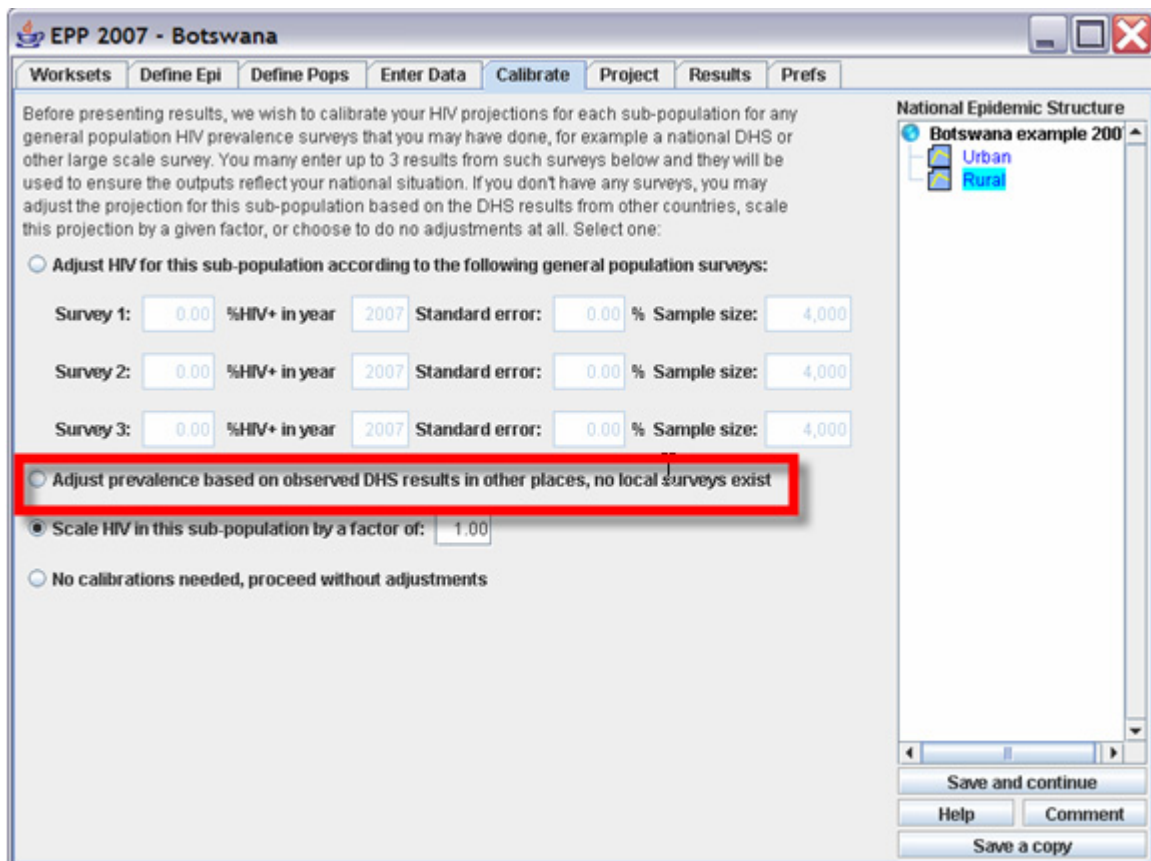 EPP 2007 - Botswana
Worksets Define Epi Define Pops Enter Data Calibrate Project Results Prefs
Before presenting results, we wish to calibrate your HIV projections for each sub-population for any
general population HIV prevalence surveys that you may have done, for example a national DHS or
other large scale survey. You many enter up to 3 results from such surveys below and they will be
used to ensure the outputs reflect your national situation. If you don't have any surveys, you may
adjust the projection for this sub-population based on the DHS results from other countries, scale
this projection by a given factor, or choose to do no adjustments at all. Select one:
Adjust HIV for this sub-population according to the following general population surveys:
Survey 1: 0.00 %HIV+ in year 2007 Standard error: 0.00 % Sample size: 4,000
Survey 2: 0.00 %HIV+ in year 2007 Standard error: 0.00 % Sample size: 4,000
Survey 3: 0.00 %HIV+ in year 2007 Standard error: 0.00 % Sample size: 4,000
Adjust prevalence based on observed DHS results in other places, no local surveys exist
Scale HIV in this sub-population by a factor of: 1.00
No calibrations needed, proceed without adjustments
National Epidemic Structure
Botswana example 200
Urban
Rural
Save and continue
Help Comment
Save a copy